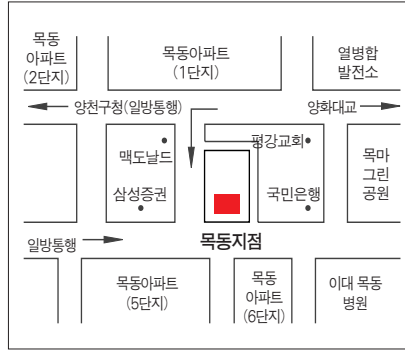 목동
아파트
(2단지)
목동아파트
(1단지)
열병합
발전소
양천구청(일방통행)
양화대교
맥도날드
평강교회
목마
그린
공원
삼성증권
국민은행
일방통행
목동지점
목동아파트
(5단지)
목동
아파트
(6단지)
이대 목동
병원